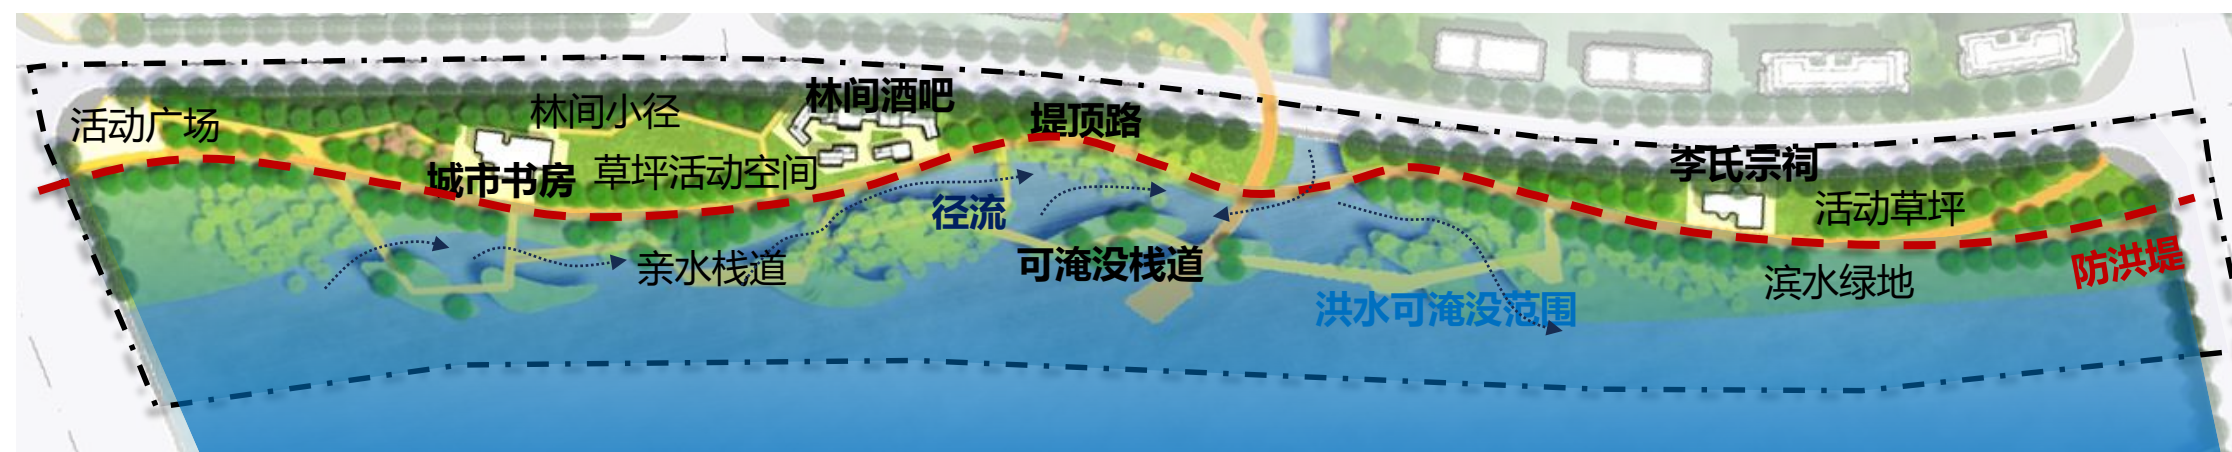 活动广场
林间小径
林间酒吧
堤顶路
城市书房
草坪活动空间
李氏宗祠
活动草坪
径流
亲水栈道
可淹没栈道
洪水可淹没范围
滨水绿地
防洪堤